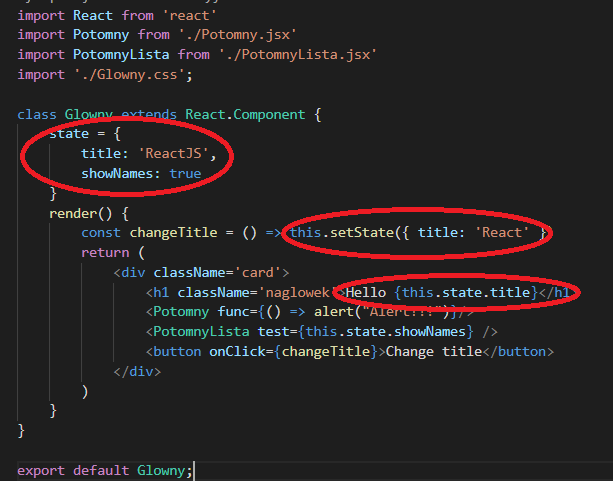 import React from 'react'
import Potomny from './Potomny.jsx'
import PotomnyLista from './PotomnyLista.jsx'
import './Glowny.css';
class Glowny extends React.Component {
state = {
title: 'ReactJS',
showNames: true
}
render() {
const changeTitle = () => this.setState({ title: 'React' }
return (
<div className='card'>
<h1 className='naglowek'>Hello {this.state.title}</h1
<Potomny func={() => alert("Alert!!!")}/>
<PotomnyLista test={this.state.showNames} />
<button onClick={changeTitle}>Change title</button>
</div>
)
}
}
export default Glowny;